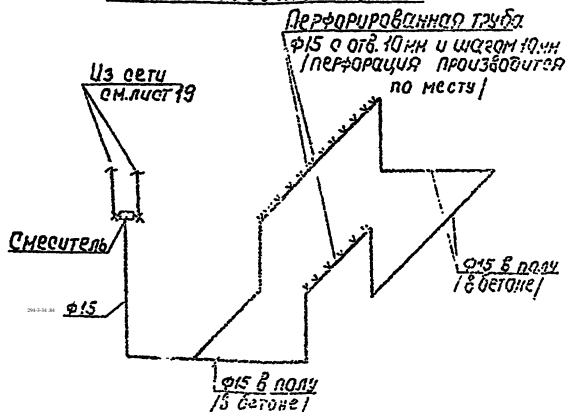 Перфорированная труба
ф15 с отв. 10мм и шагом 10мм
/перфорация производится
по месту/
Из сети
см.лист 19
Смеситель
ф15
ф15 в полу
/в бетоне/
ф15 в полу
/в бетоне/